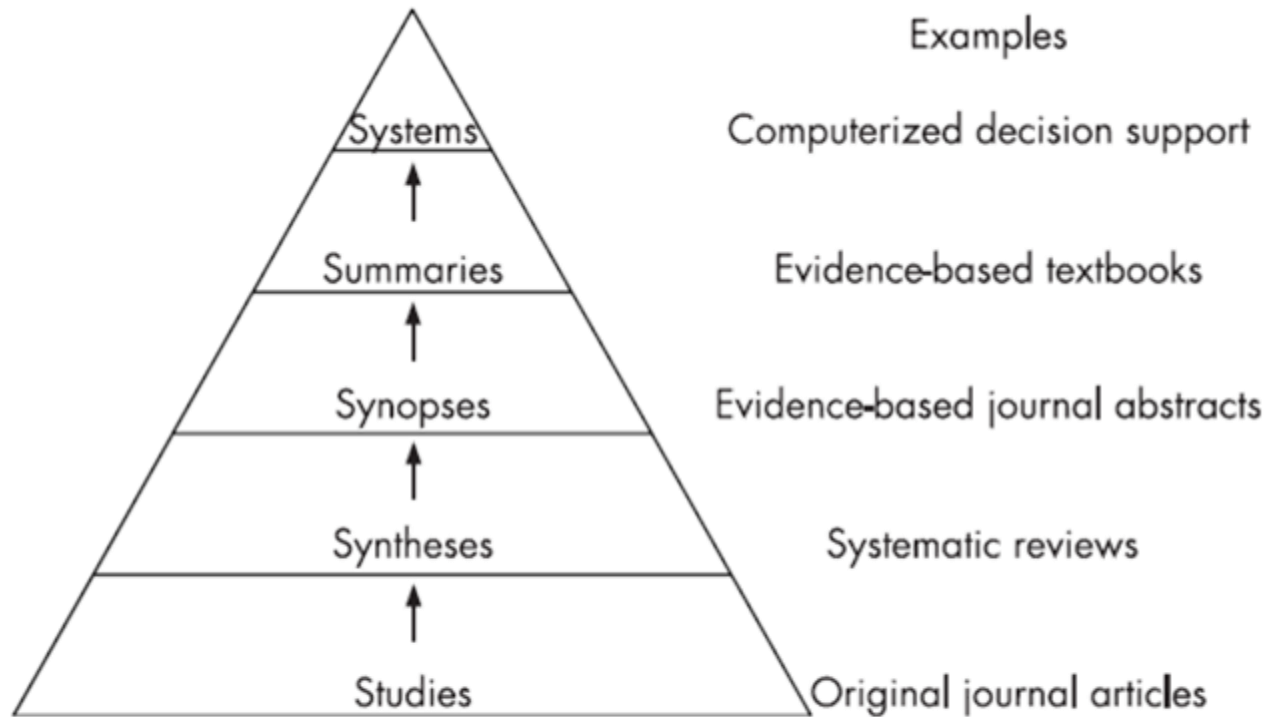 Examples
Systems Computerized decision support
Summaries Evidence-based textbooks
Synopses Evidence-based journal abstracts
Syntheses Systematic reviews
Studies Original journal articles